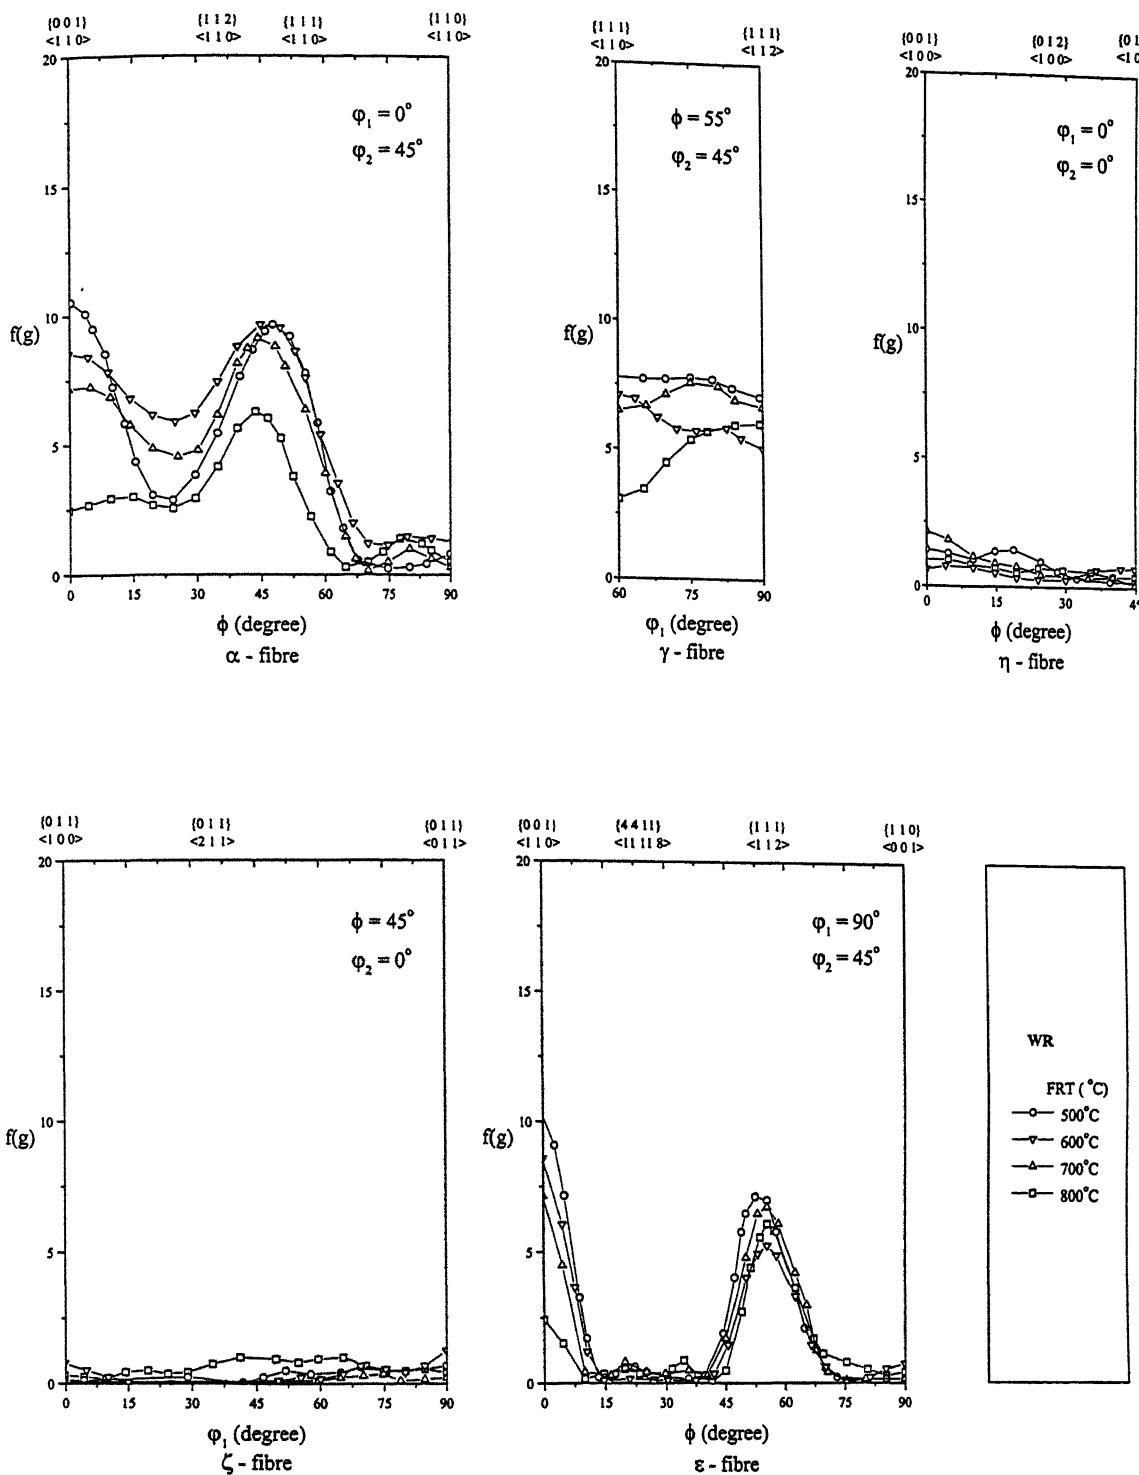 {0 0 1} {1 1 2} {1 1 1} {1 1 0}
<1 1 0> <1 1 0> <1 1 0> <1 1 0>
20
15
10
5
0
f(g)
φ1 = 0°
φ2 = 45°
0 15 30 45 60 75 90
ϕ (degree)
α - fibre
{1 1 1} {1 1 1}
<1 1 0> <1 1 2>
20
15
10
5
0
f(g)
ϕ = 55°
φ2 = 45°
60 75 90
φ1 (degree)
γ - fibre
{0 0 1} {0 1 2} {0 1
<1 0 0> <1 0 0> <1 0
20
15
10
5
0
f(g)
φ1 = 0°
φ2 = 0°
0 15 30 45
ϕ (degree)
η - fibre
{0 1 1} {0 1 1} {0 1 1}
<1 0 0> <2 1 1> <0 1 1>
20
15
10
5
0
f(g)
ϕ = 45°
φ2 = 0°
0 15 30 45 60 75 90
φ1 (degree)
ζ - fibre
{0 0 1} {4 4 11} {1 1 1} {1 1 0}
<1 1 0> <11 11 8> <1 1 2> <0 0 1>
20
15
10
5
0
f(g)
φ1 = 90°
φ2 = 45°
0 15 30 45 60 75 90
ϕ (degree)
ε - fibre
WR
FRT (°C)
500°C
600°C
700°C
800°C